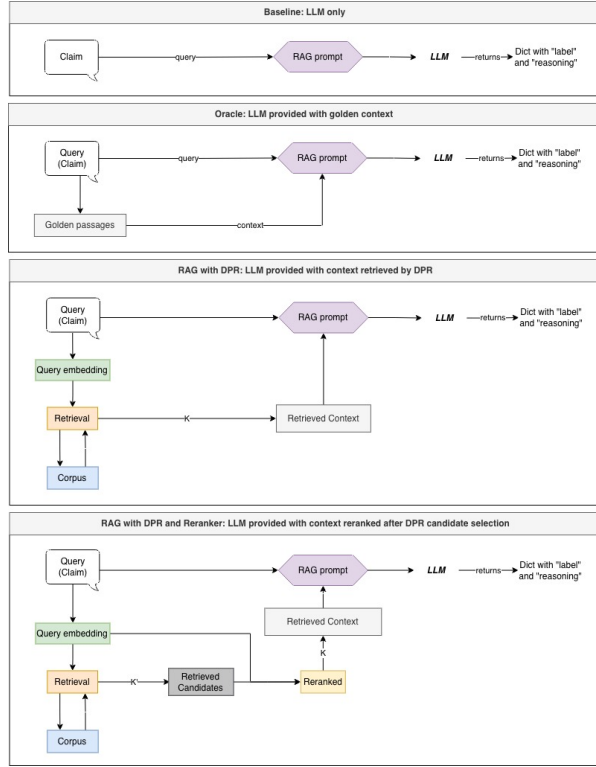 Baseline: LLM only
Claim
query
RAG prompt
LLM
returns
Dict with "label"
and "reasoning"
Oracle: LLM provided with golden context
Query
(Claim)
query
RAG prompt
LLM
returns
Dict with "label"
and "reasoning"
Golden passages
context
RAG with DPR: LLM provided with context retrieved by DPR
Query
(Claim)
RAG prompt
LLM
returns
Dict with "label"
and "reasoning"
Query embedding
Retrieval
K
Retrieved Context
Corpus
RAG with DPR and Reranker: LLM provided with context reranked after DPR candidate selection
Query
(Claim)
RAG prompt
LLM
returns
Dict with "label"
and "reasoning"
Retrieved Context
Query embedding
K
Retrieval
K'
Retrieved
Candidates
Reranked
Corpus